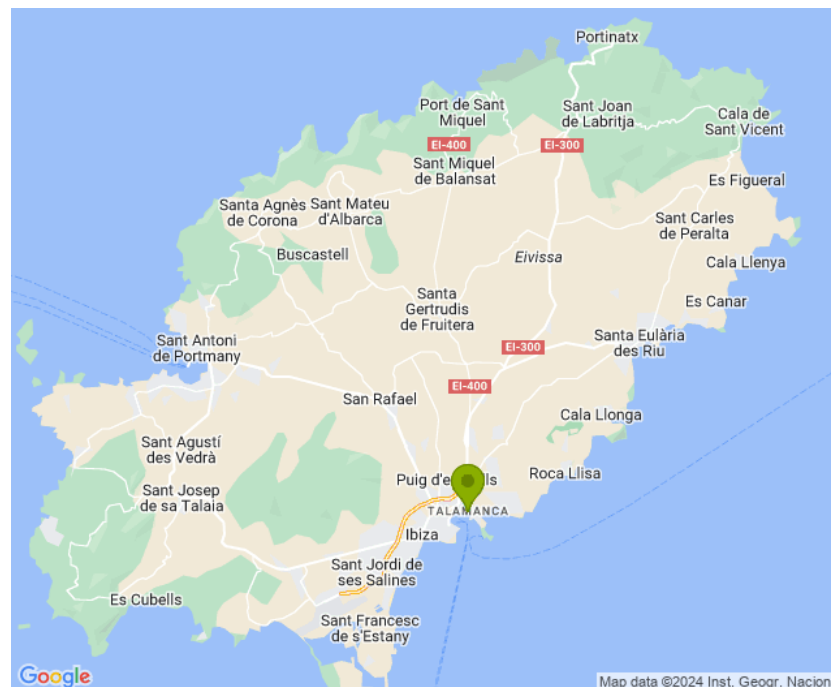 Portinatx
Port de Sant
Miquel
Sant Joan
de Labritja
Cala de
Sant Vicent
EI-400
EI-300
Sant Miquel
de Balansat
Es Figueral
Santa Agnès
de Corona
Sant Mateu
d'Albarca
Sant Carles
de Peralta
Buscastell
Eivissa
Cala Llenya
Santa
Gertrudis
de Fruitera
Es Canar
Sant Antoni
de Portmany
Santa Eulària
des Riu
EI-300
EI-400
San Rafael
Cala Llonga
Sant Agustí
des Vedrà
Roca Llisa
Puig d'e
lls
Sant Josep
de sa Talaia
TALAMANCA
Ibiza
Sant Jordi de
ses Salines
Es Cubells
Sant Francesc
de s'Estany
Google
Map data ©2024 Inst. Geogr. Nacion